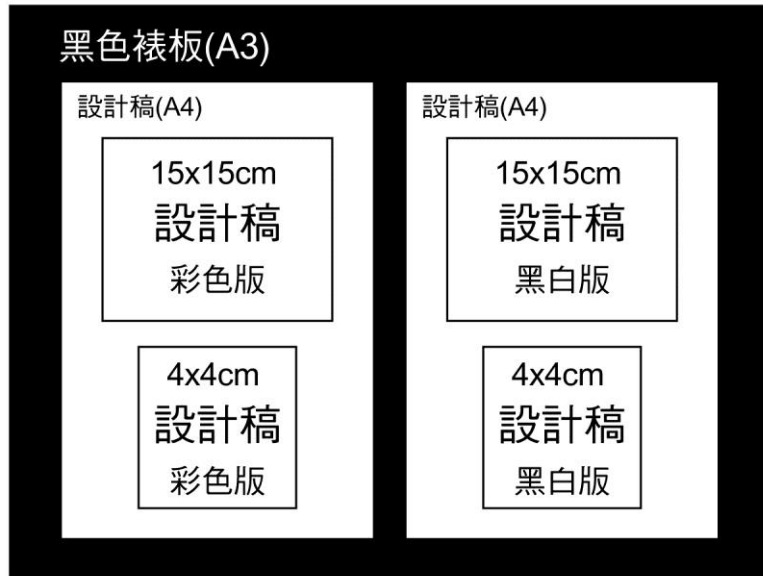 黑色裱板(A3)
設計稿(A4)
15x15cm
設計稿
彩色版
4x4cm
設計稿
彩色版
設計稿(A4)
15x15cm
設計稿
黑白版
4x4cm
設計稿
黑白版